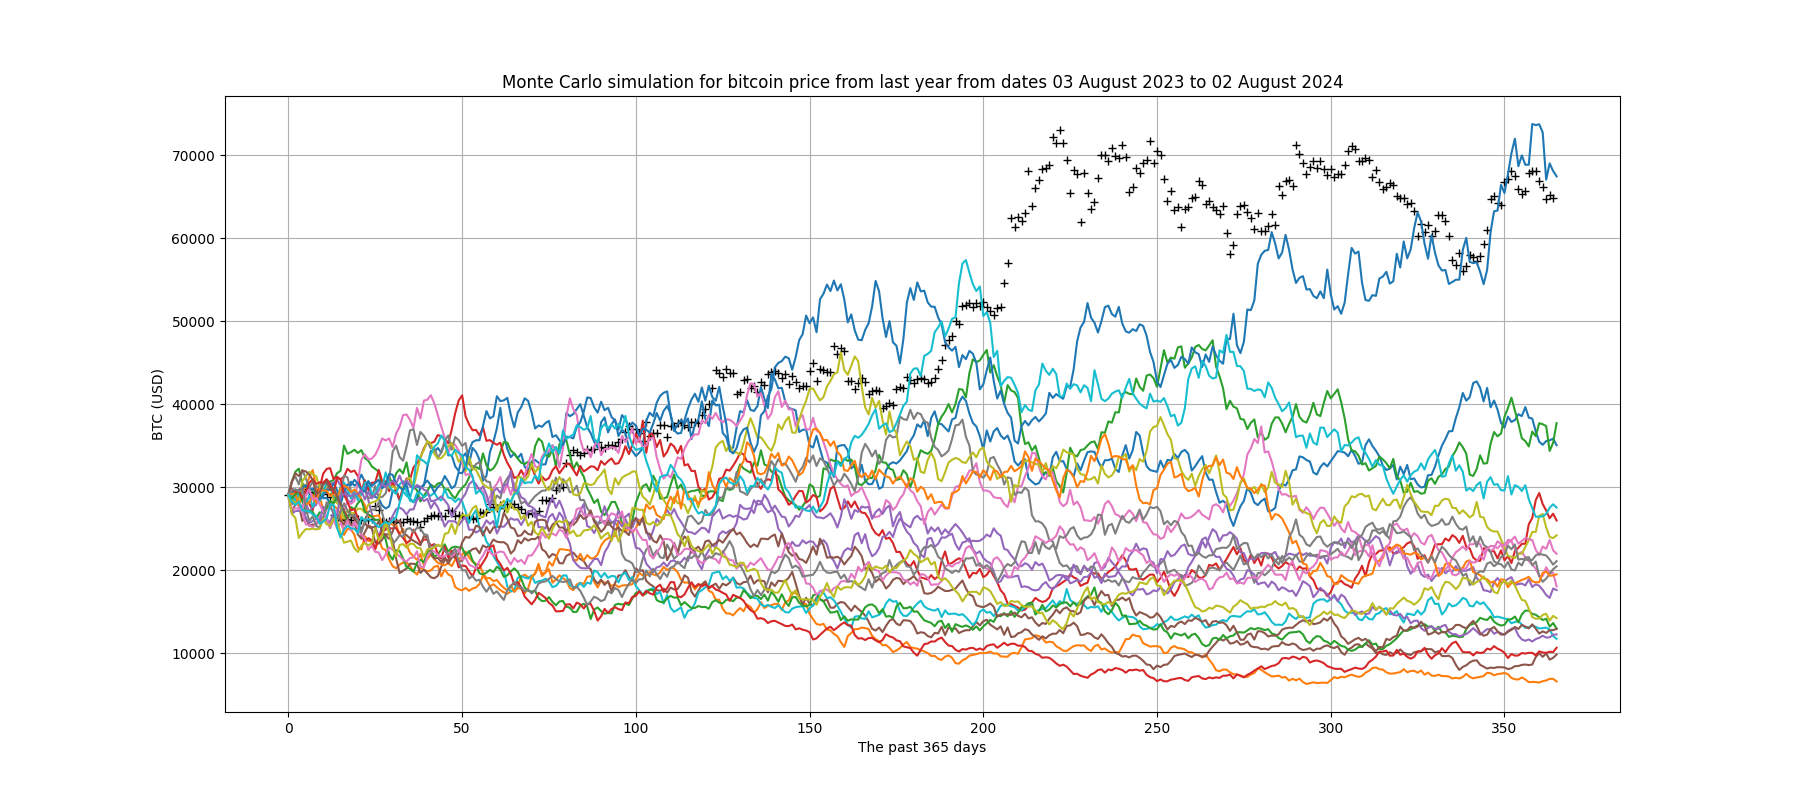 Monte Carlo simulation for bitcoin price from last year from dates 03 August 2023 to 02 August 2024
70000
60000
50000
40000
30000
20000
10000
BTC (USD)
0 50 100 150 200 250 300 350
The past 365 days